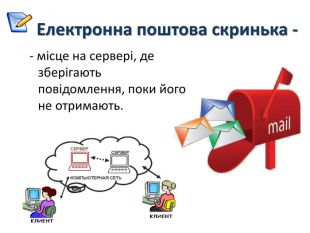 Електронна поштова скринька -
- місце на сервері, де
зберігають
повідомлення, поки його
не отримають.
mail
СЕРВЕР СЕРВЕР
КОМПЬЮТЕРНАЯ СЕТЬ
КЛИЕНТ КЛИЕНТ